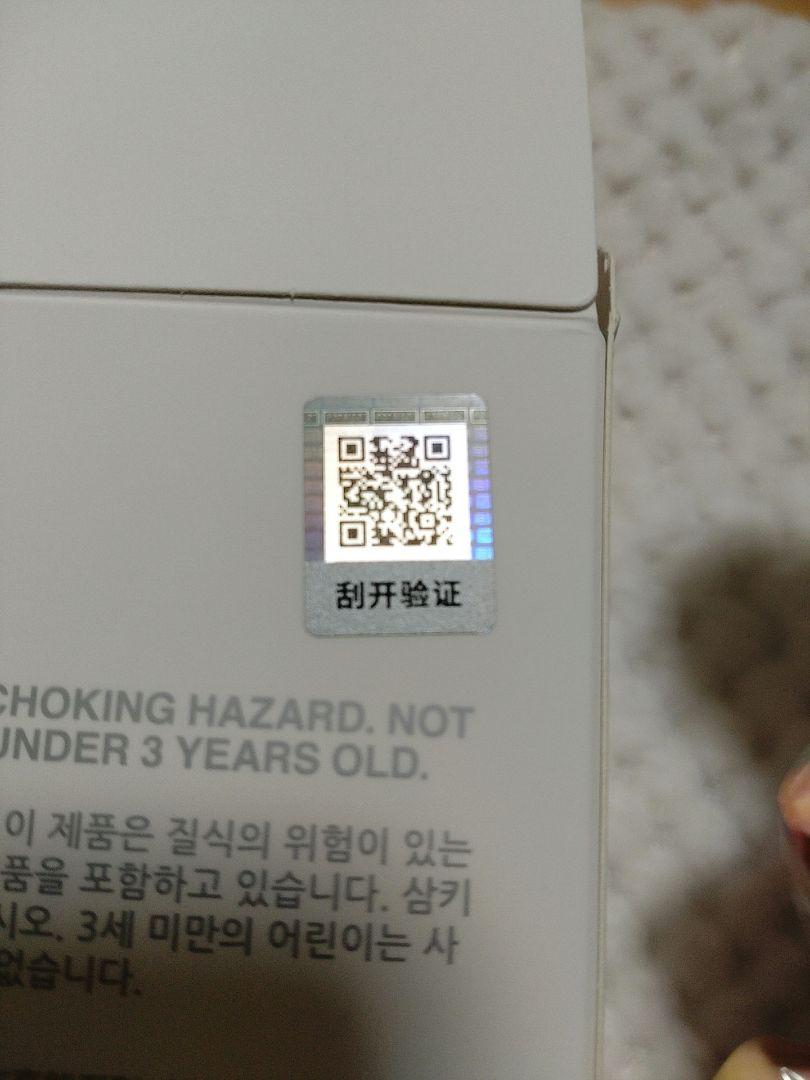 刮开验证
CHOKING HAZARD. NOT
UNDER 3 YEARS OLD.
이 제품은 질식의 위험이 있는
품을 포함하고 있습니다. 삼키
시오. 3세 미만의 어린이는 사
없습니다.